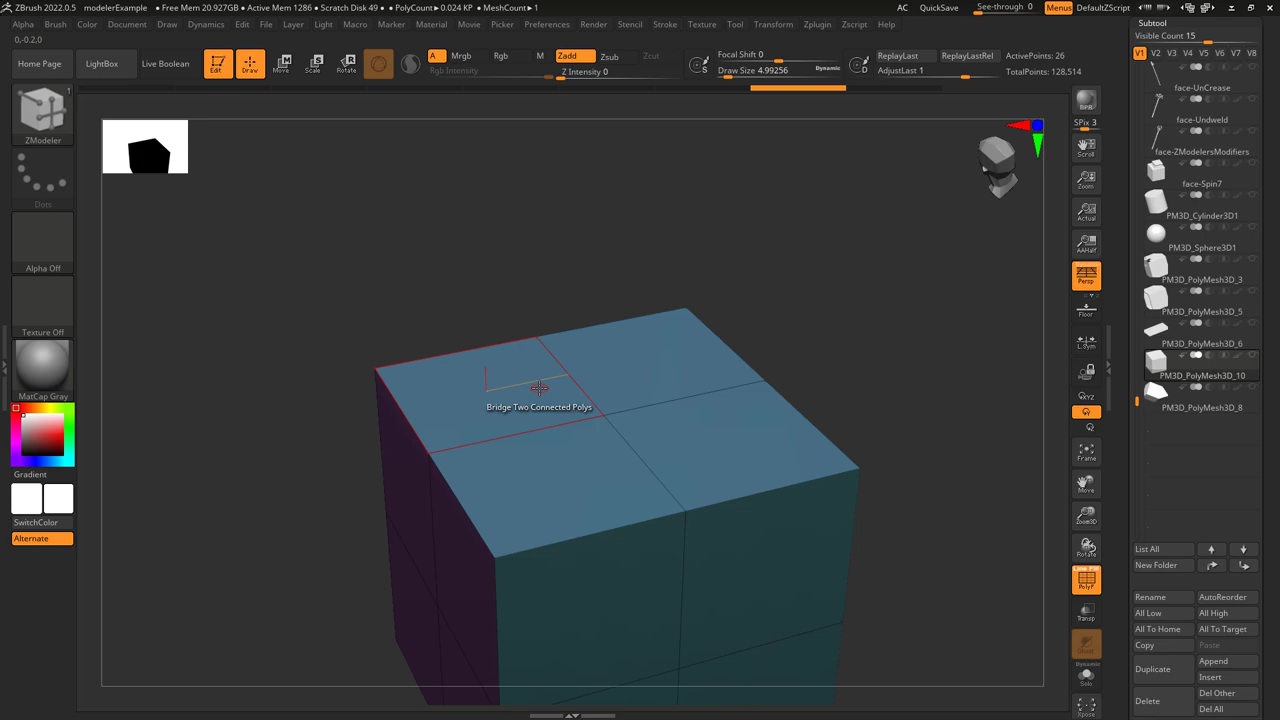 ZBrush 2022.0.5 modelerExample • Free Mem 20.927GB • Active Mem 1286 • Scratch Disk 49 • PolyCount▸0.024 KP • MeshCount▸1 AC QuickSave See-through 0 Menus DefaultZScript
Alpha Brush Color Document Draw Dynamics Edit File Layer Light Macro Marker Material Movie Picker Preferences Render Stencil Stroke Texture Tool Transform Zplugin Zscript Help
0,-0.2,0
Home Page LightBox Live Boolean Edit Draw Move Scale Rotate A Mrgb Rgb M Zadd Zsub Zcut
Rgb Intensity Z Intensity 0
Focal Shift 0
Draw Size 4.99256 Dynamic
S D
ReplayLast ReplayLastRel ActivePoints: 26
AdjustLast 1 TotalPoints: 128,514
1
ZModeler
Dots
Alpha Off
Texture Off
MatCap Gray
Gradient
SwitchColor
Alternate
Bridge Two Connected Polys
BPR
SPix 3
Scroll
Zoom
Actual
AAHalf
Persp
Floor
L.Sym
XYZ
Frame
Move
Zoom3D
Rotate
Line Fill
PolyF
Transp
Ghost
Dynamic
Solo
Xpose
Subtool
Visible Count 15
V1 V2 V3 V4 V5 V6 V7 V8
face-UnCrease
face-Undweld
face-ZModelersModifiers
face-Spin7
PM3D_Cylinder3D1
PM3D_Sphere3D1
PM3D_PolyMesh3D_3
PM3D_PolyMesh3D_5
PM3D_PolyMesh3D_6
PM3D_PolyMesh3D_10
PM3D_PolyMesh3D_8
List All
New Folder
Rename AutoReorder
All Low All High
All To Home All To Target
Copy Paste
Duplicate Append
Insert
Delete Del Other
Del All